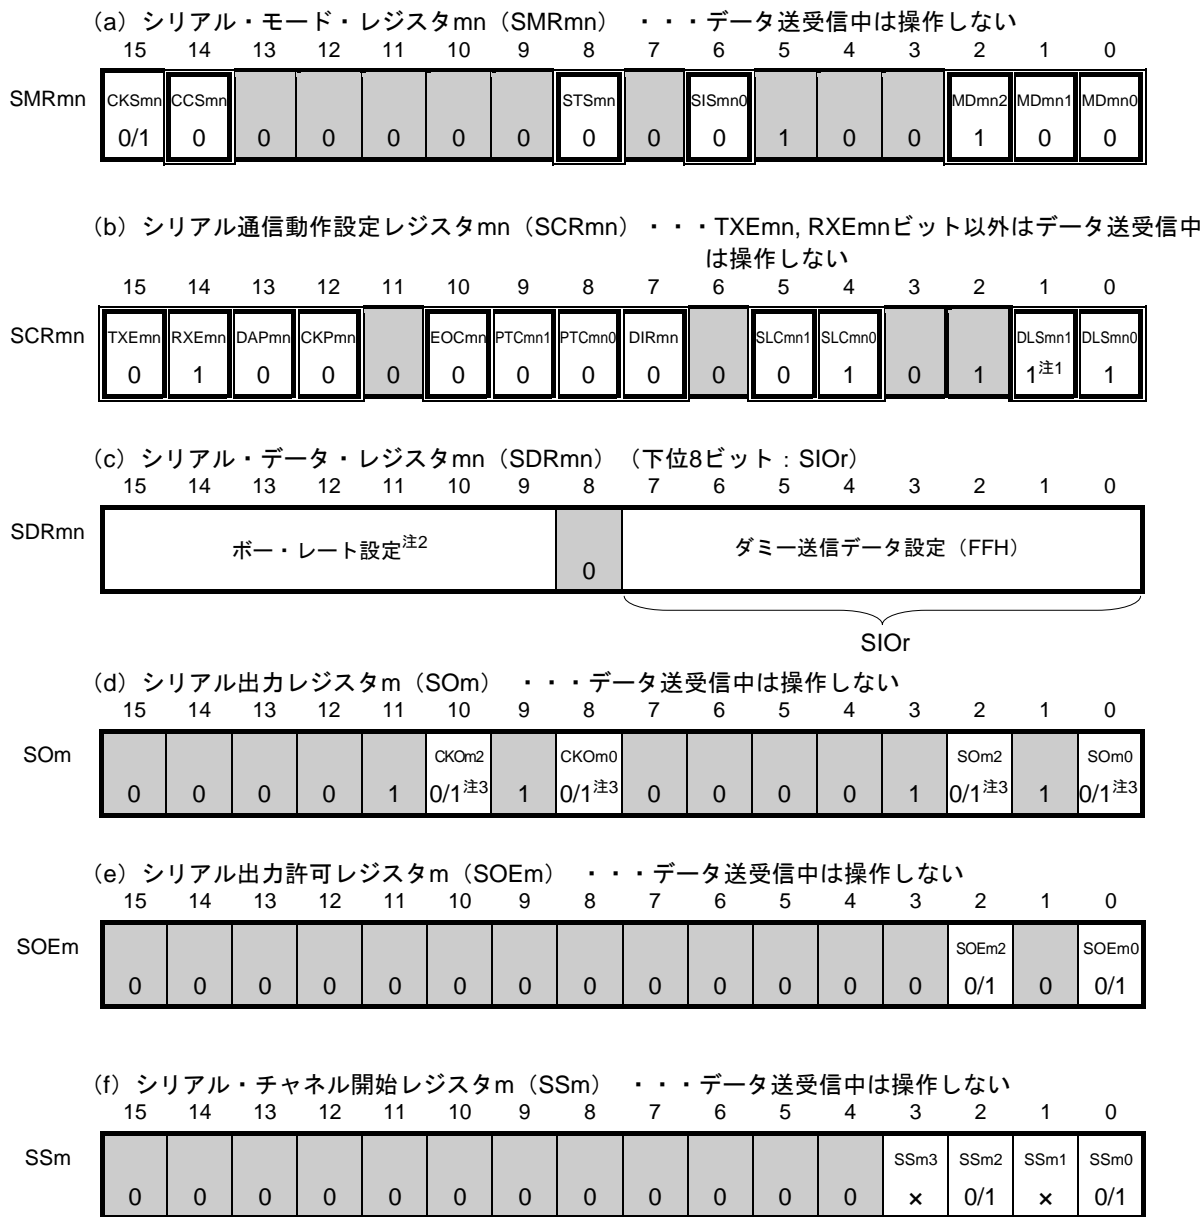 (a) シリアル・モード・レジスタmn（SMRmn） ・・・データ送受信中は操作しない
15 14 13 12 11 10 9 8 7 6 5 4 3 2 1 0
SMRmn CKSmn CCSmn STSmn SISmn0 MDmn2 MDmn1 MDmn0
0/1 0 0 0 0 0 0 0 0 0 1 0 0 1 0 0
(b) シリアル通信動作設定レジスタmn（SCRmn）・・・TXEmn, RXEmnビット以外はデータ送受信中
は操作しない
15 14 13 12 11 10 9 8 7 6 5 4 3 2 1 0
SCRmn TXEmn RXEmn DAPmn CKPmn EOCmn PTCmn1 PTCmn0 DIRmn SLCmn1 SLCmn0 DLSmn1 DLSmn0
0 1 0 0 0 0 0 0 0 0 0 1 0 1 1注1 1
(c) シリアル・データ・レジスタmn（SDRmn）（下位8ビット：SIOr）
15 14 13 12 11 10 9 8 7 6 5 4 3 2 1 0
SDRmn ボー・レート設定注2 0 ダミー送信データ設定（FFH）
SIOr
(d) シリアル出力レジスタm（SOm） ・・・データ送受信中は操作しない
15 14 13 12 11 10 9 8 7 6 5 4 3 2 1 0
SOm CKOm2 CKOm0 SOm2 SOm0
0 0 0 0 1 0/1注3 1 0/1注3 0 0 0 0 1 0/1注3 1 0/1注3
(e) シリアル出力許可レジスタm（SOEm） ・・・データ送受信中は操作しない
15 14 13 12 11 10 9 8 7 6 5 4 3 2 1 0
SOEm SOEm2 SOEm0
0 0 0 0 0 0 0 0 0 0 0 0 0 0/1 0 0/1
(f) シリアル・チャネル開始レジスタm（SSm） ・・・データ送受信中は操作しない
15 14 13 12 11 10 9 8 7 6 5 4 3 2 1 0
SSm SSm3 SSm2 SSm1 SSm0
0 0 0 0 0 0 0 0 0 0 0 0 × 0/1 × 0/1